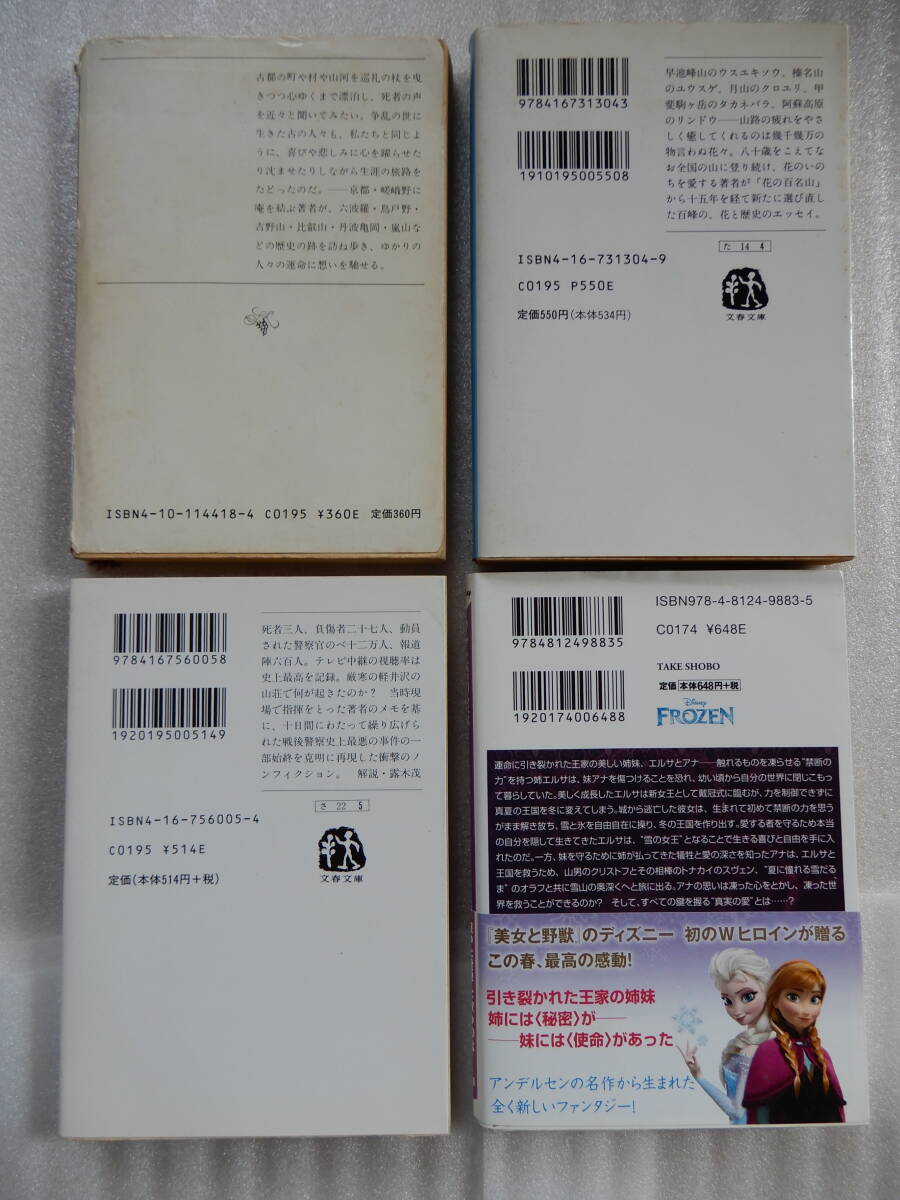 古都の町や村や山河を巡礼の杖を曳
きつつ心ゆくまで漂泊し、死者の声
を近々と聞いてみたい。争乱の世に
生きた古の人々も、私たちと同じよ
うに、喜びや悲しみに心を躍らせた
り沈ませたりしながら生涯の旅路を
たどったのだ。――京都・嵯峨野に
庵を結ぶ著者が、六波羅・鳥戸野・
吉野山・比叡山・丹波亀岡・嵐山な
どの歴史の跡を訪ね歩き、ゆかりの
人々の運命に想いを馳せる。
ISBN4-10-114418-4 C0195 ¥360E 定価360円
9784167313043
1910195005508
早池峰山のウスユキソウ、榛名山
のユウスゲ、月山のクロユリ、甲
斐駒ヶ岳のタカネバラ、阿蘇高原
のリンドウ――山路の疲れをやさ
しく癒してくれるのは幾千幾万の
物言わぬ花々。八十歳をこえてな
お全国の山に登り続け、花のいの
ちを愛する著者が「花の百名山」
から十五年を経て新たに選び直し
た百峰の、花と歴史のエッセイ。
た 14 4
ISBN4-16-731304-9
C0195 P550E
定価550円(本体534円)
文春文庫
9784167560058
1920195005149
死者三人、負傷者二十七人、動員
された警察官のべ十二万人、報道
陣六百人。テレビ中継の視聴率は
史上最高を記録。厳寒の軽井沢の
山荘で何が起きたのか? 当時現
場で指揮をとった著者のメモを基
に、十日間にわたって繰り広げら
れた戦後警察史上最悪の事件の一
部始終を克明に再現した衝撃のノ
ンフィクション。 解説・露木茂
さ 22 5
ISBN4-16-756005-4
C0195 ¥514E
定価(本体514円+税)
文春文庫
9784812498835
1920174006488
ISBN978-4-8124-9883-5
C0174 ¥648E
TAKE SHOBO
定価 本体648円+税
Disney
FROZEN
運命に引き裂かれた王家の美しい姉妹、エルサとアナ――触れるものを凍らせる"禁断の
力"を持つ姉エルサは、妹アナを傷つけることを恐れ、幼い頃から自分の世界に閉じこもっ
て暮らしていた。美しく成長したエルサは新女王として戴冠式に臨むが、力を制御できずに
真夏の王国を冬に変えてしまう。城から逃亡した彼女は、生まれて初めて禁断の力を思う
がまま解き放ち、雪と氷を自由自在に操り、冬の王国を作り出す。愛する者を守るため本当
の自分を隠して生きてきたエルサは、"雪の女王"となることで生きる喜びと自由を手に入
れたのだ。一方、妹を守るために姉が払ってきた犠牲と愛の深さを知ったアナは、エルサと
王国を救うため、山男のクリストフとその相棒のトナカイのスヴェン、"夏に憧れる雪だる
ま"のオラフと共に雪山の奥深くへと旅に出る。アナの思いは凍った心をとかし、凍った世
界を救うことができるのか? そして、すべての鍵を握る"真実の愛"とは……?
『美女と野獣』のディズニー 初のWヒロインが贈る
この春、最高の感動!
引き裂かれた王家の姉妹
姉には〈秘密〉が――
――妹には〈使命〉があった
アンデルセンの名作から生まれた
全く新しいファンタジー!